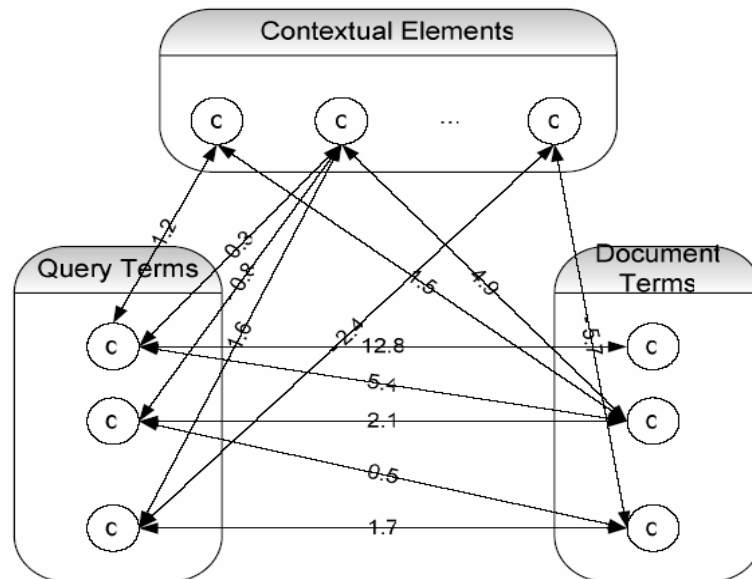 Contextual Elements
c c ... c
1.2 0.3 0.8 1.6 -2.4 1.5 4.9 -5.7
Query Terms
Document
Terms
c 12.8 c
5.4
c 2.1 c
0.5
c 1.7 c